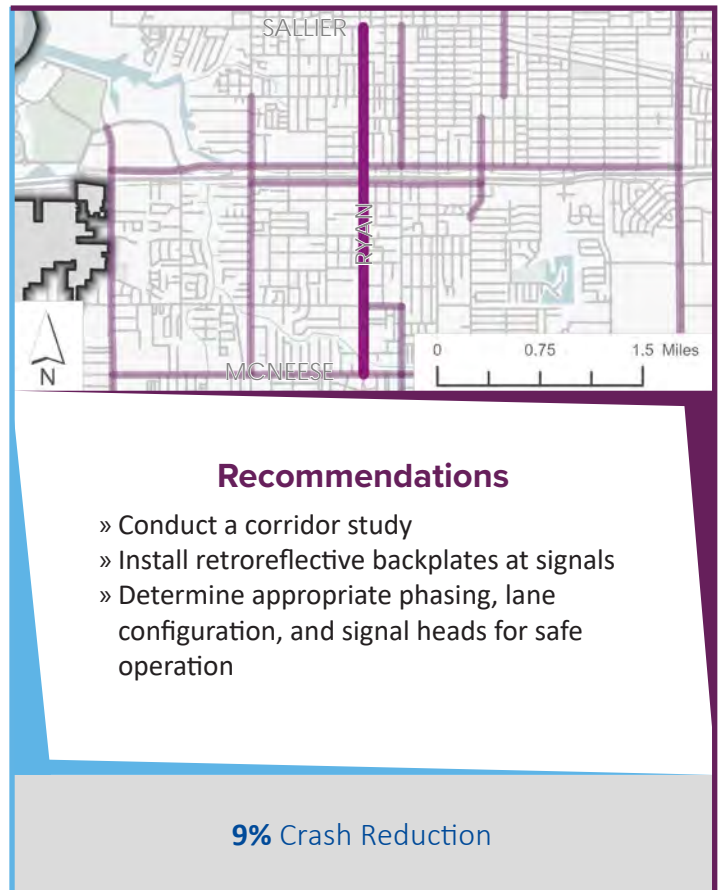 SALLIER
RYAN
MCNEESE
N
0 0.75 1.5 Miles
Recommendations
» Conduct a corridor study
» Install retroreflective backplates at signals
» Determine appropriate phasing, lane
configuration, and signal heads for safe
operation
9% Crash Reduction